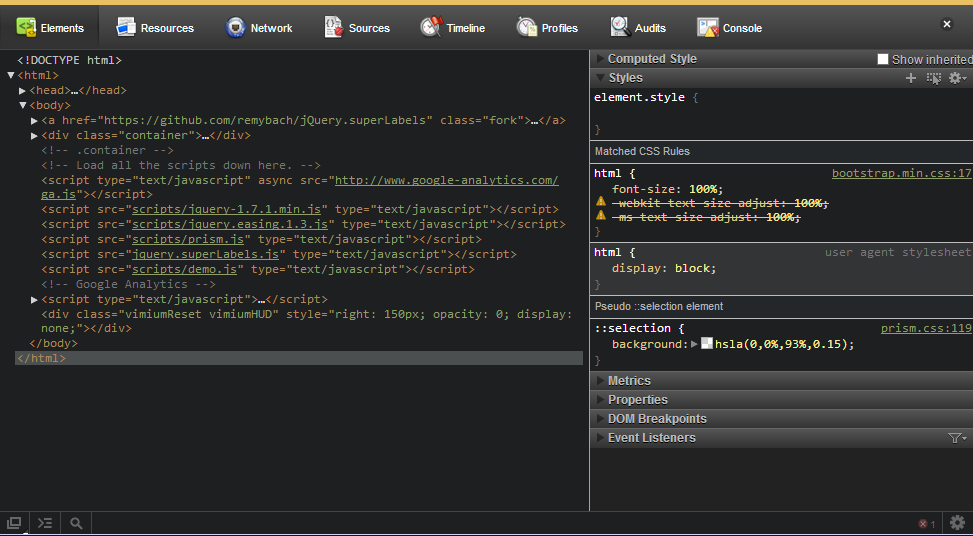 Elements Resources Network Sources Timeline Profiles Audits Console
<!DOCTYPE html>
<html>
<head>…</head>
<body>
<a href="https://github.com/remybach/jQuery.superLabels" class="fork">…</a>
<div class="container">…</div>
<!-- .container -->
<!-- Load all the scripts down here. -->
<script type="text/javascript" async src="http://www.google-analytics.com/
ga.js"></script>
<script src="scripts/jquery-1.7.1.min.js" type="text/javascript"></script>
<script src="scripts/jquery.easing.1.3.js" type="text/javascript"></script>
<script src="scripts/prism.js" type="text/javascript"></script>
<script src="jquery.superLabels.js" type="text/javascript"></script>
<script src="scripts/demo.js" type="text/javascript"></script>
<!-- Google Analytics -->
<script type="text/javascript">…</script>
<div class="vimiumReset vimiumHUD" style="right: 150px; opacity: 0; display:
none;"></div>
</body>
</html>
Computed Style Show inherited
Styles
element.style {
}
Matched CSS Rules
html { bootstrap.min.css:17
font-size: 100%;
-webkit-text-size-adjust: 100%;
-ms-text-size-adjust: 100%;
}
html { user agent stylesheet
display: block;
}
Pseudo ::selection element
::selection { prism.css:119
background: hsla(0,0%,93%,0.15);
}
Metrics
Properties
DOM Breakpoints
Event Listeners
1